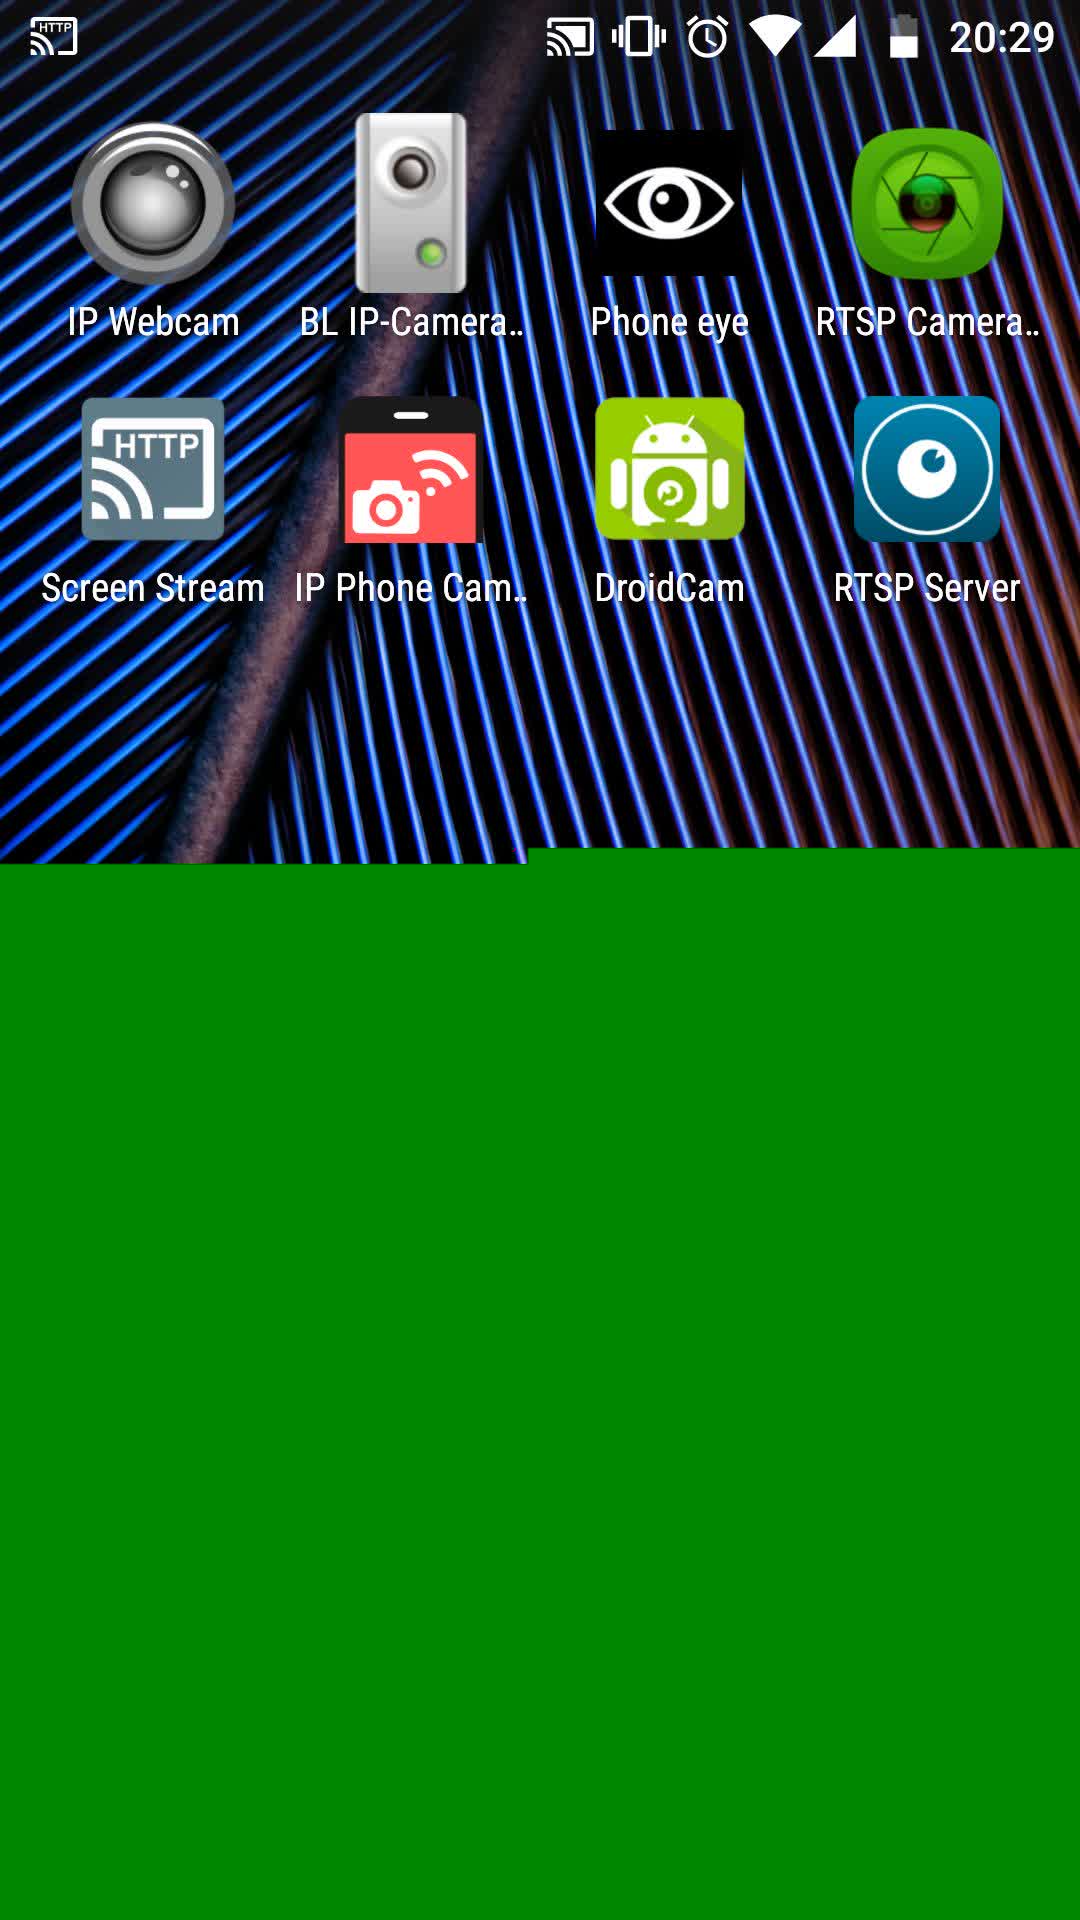 HTTP
20:29
IP Webcam
BL IP-Camera..
Phone eye
RTSP Camera..
HTTP
Screen Stream
IP Phone Cam..
DroidCam
RTSP Server